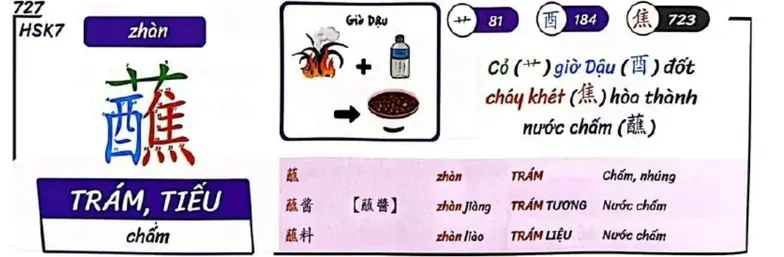 727
HSK7
zhàn
蘸
TRÁM, TIẾU
chấm
Giờ Dậu
艹 81 酉 184 焦 723
Cỏ (艹) giờ Dậu (酉) đốt
cháy khét (焦) hòa thành
nước chấm (蘸)
蘸 zhàn TRÁM Chấm, nhúng
蘸酱 【蘸醬】 zhàn jiàng TRÁM TƯƠNG Nước chấm
蘸料 zhàn liào TRÁM LIỆU Nước chấm